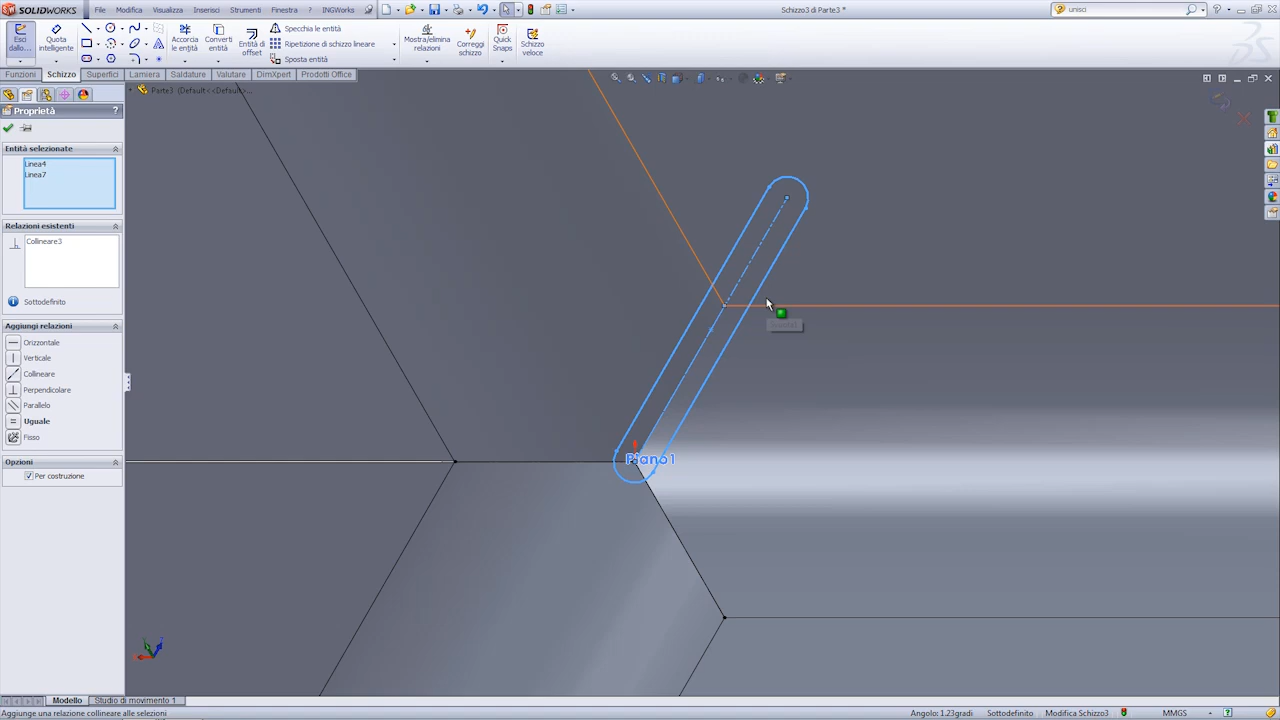 SOLIDWORKS
File Modifica Visualizza Inserisci Strumenti Finestra ? INGWorks
Schizzo3 di Parte3 *
unisci
Esci dallo...
Quota intelligente
Accorcia le entità
Converti entità
Entità di offset
Specchia le entità
Ripetizione di schizzo lineare
Sposta entità
Mostra/elimina relazioni
Correggi schizzo
Quick Snaps
Schizzo veloce
Funzioni Schizzo Superfici Lamiera Saldature Valutare DimXpert Prodotti Office
Parte3 (Default<<Default>...
Proprietà ?
Entità selezionate
Linea4
Linea7
Relazioni esistenti
Collineare3
Sottodefinito
Aggiungi relazioni
Orizzontale
Verticale
Collineare
Perpendicolare
Parallelo
Uguale
Fisso
Opzioni
Per costruzione
Piano1
Modello Studio di movimento 1
Aggiunge una relazione collineare alle selezioni
Angolo: 1.23gradi Sottodefinito Modifica Schizzo3 MMGS